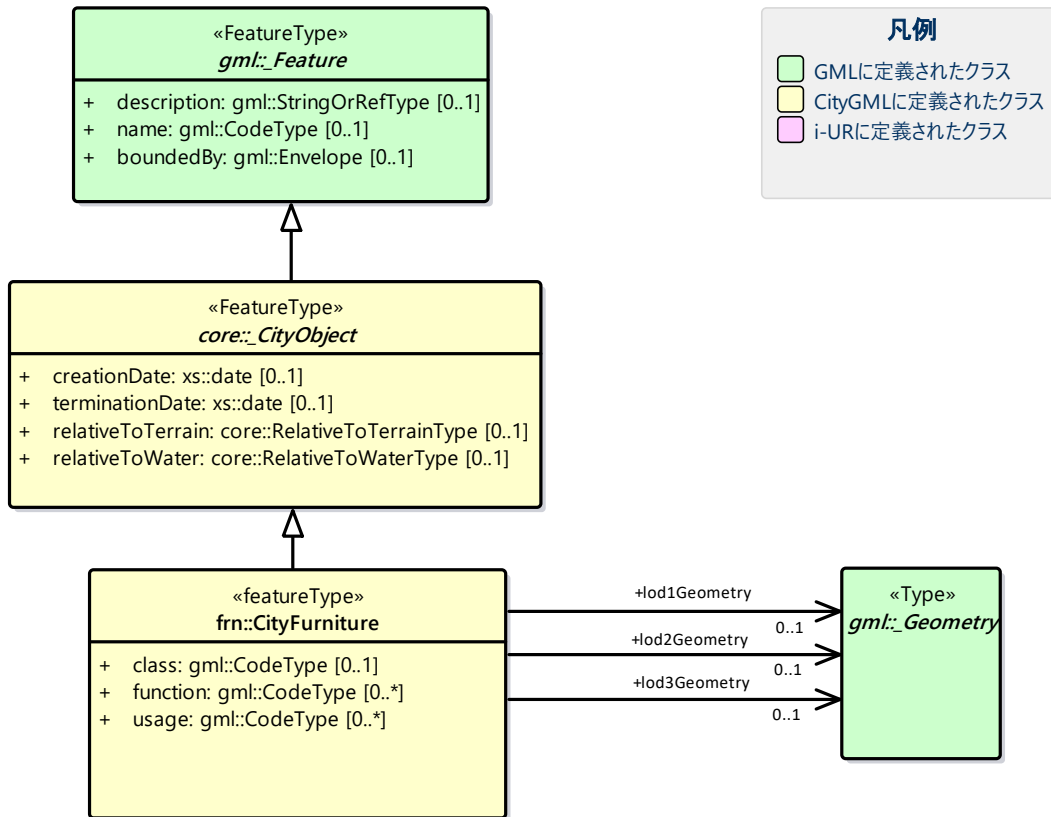 «FeatureType»
gml::_Feature
+ description: gml::StringOrRefType [0..1]
+ name: gml::CodeType [0..1]
+ boundedBy: gml::Envelope [0..1]
凡例
GMLに定義されたクラス
CityGMLに定義されたクラス
i-URに定義されたクラス
«FeatureType»
core::_CityObject
+ creationDate: xs::date [0..1]
+ terminationDate: xs::date [0..1]
+ relativeToTerrain: core::RelativeToTerrainType [0..1]
+ relativeToWater: core::RelativeToWaterType [0..1]
«featureType»
frn::CityFurniture
+ class: gml::CodeType [0..1]
+ function: gml::CodeType [0..*]
+ usage: gml::CodeType [0..*]
+lod1Geometry
0..1
+lod2Geometry
0..1
+lod3Geometry
0..1
«Type»
gml::_Geometry